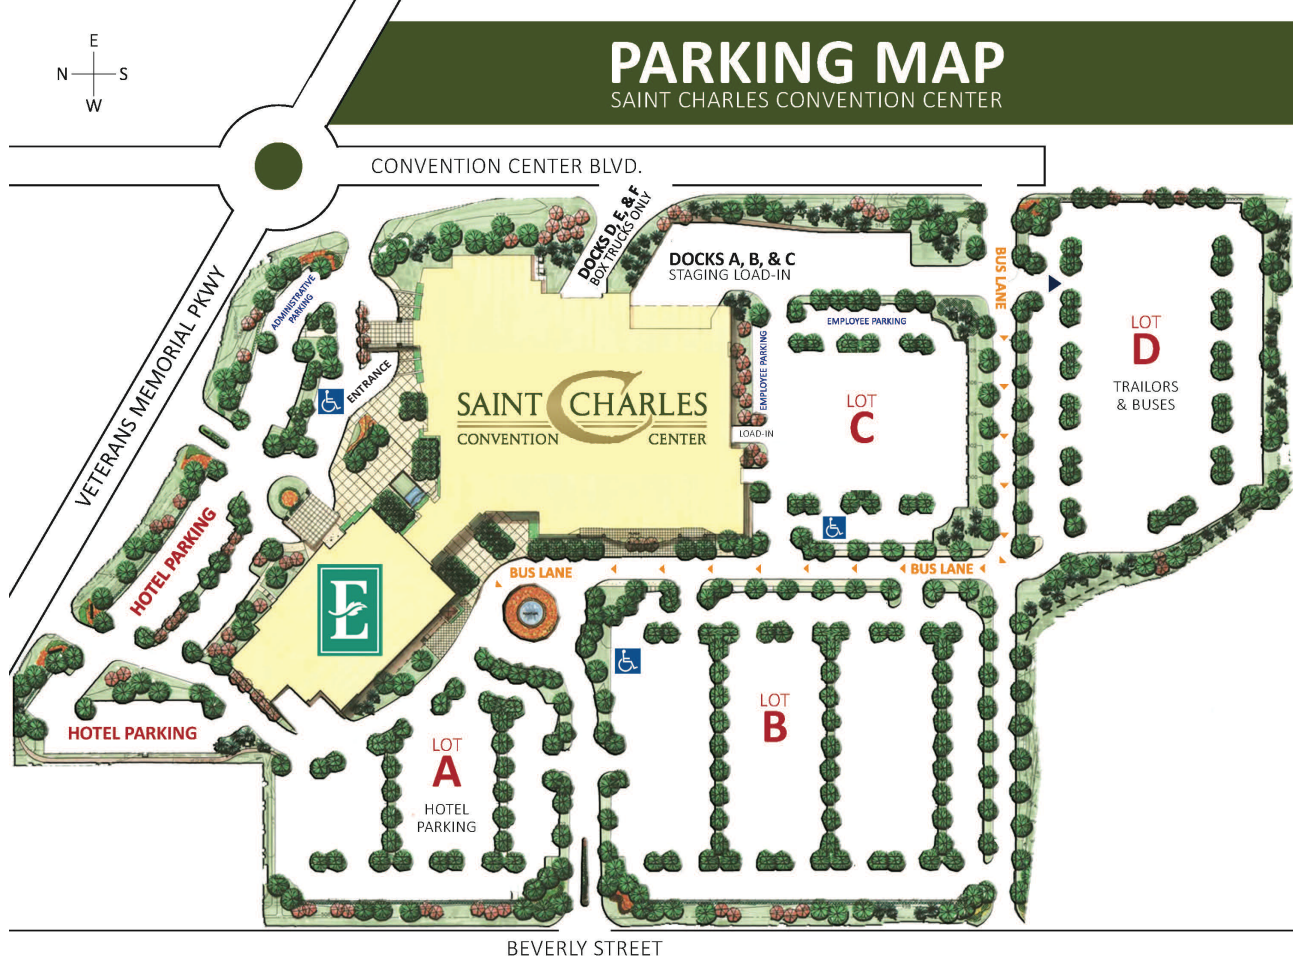 E
N S
W
PARKING MAP
SAINT CHARLES CONVENTION CENTER
CONVENTION CENTER BLVD.
VETERANS MEMORIAL PKWY
DOCKS D, E, & F
BOX TRUCKS ONLY
DOCKS A, B, & C
STAGING LOAD-IN
BUS LANE
ADMINISTRATIVE
PARKING
EMPLOYEE PARKING
EMPLOYEE PARKING
LOT
D
TRAILORS
& BUSES
ENTRANCE
SAINT CHARLES
CONVENTION CENTER
LOT
C
LOAD-IN
HOTEL PARKING
BUS LANE
BUS LANE
E
LOT
B
HOTEL PARKING
LOT
A
HOTEL
PARKING
BEVERLY STREET